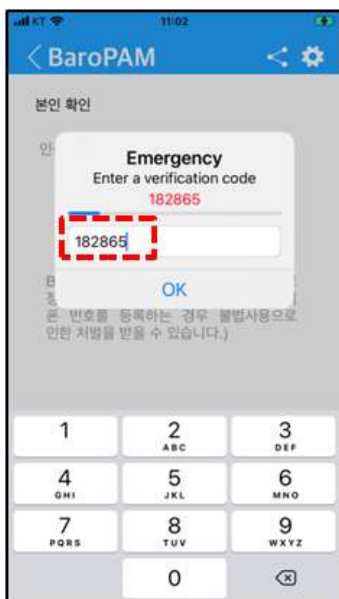 KT 11:02
BaroPAM
본인 확인
인
Emergency
Enter a verification code
182865
182865
OK
폰 번호를 등록하는 경우 불법사용으로
인한 처벌을 받을 수 있습니다.)
1 2 3
ABC DEF
4 5 6
GHI JKL MNO
7 8 9
PQRS TUV WXYZ
0